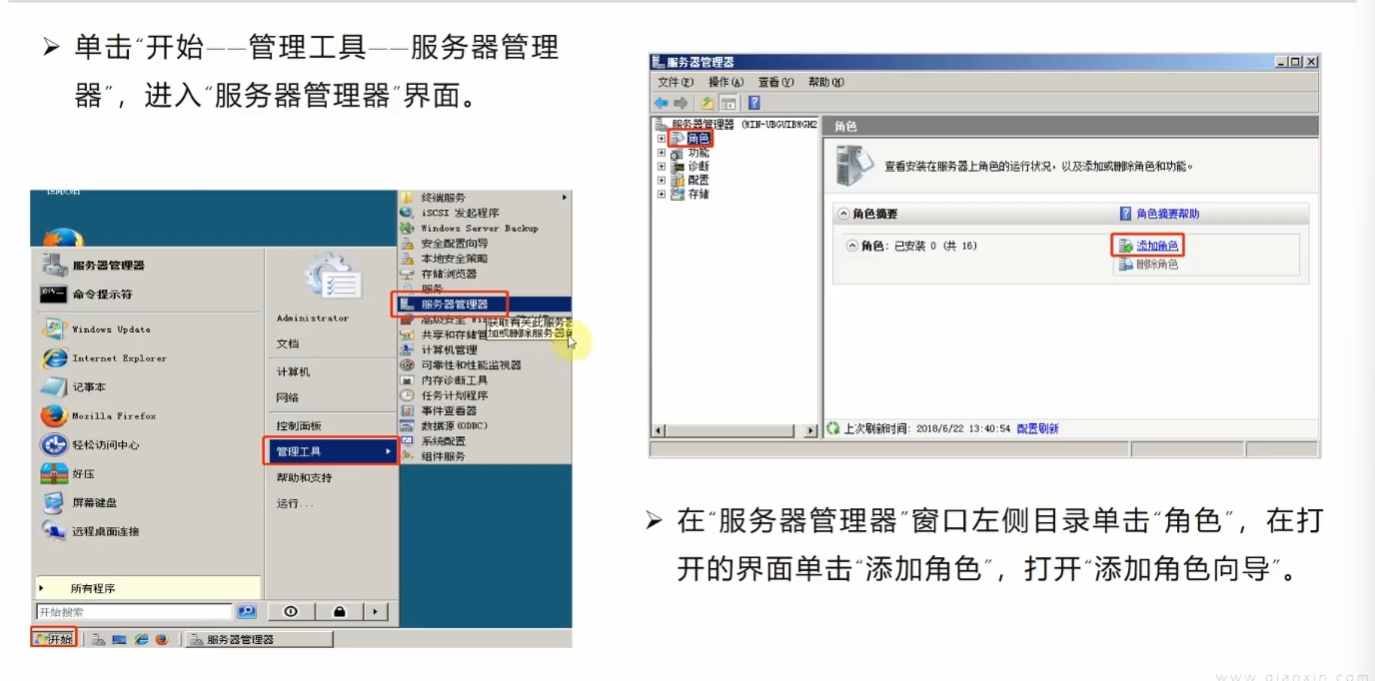 单击“开始——管理工具——服务器管理
器”，进入“服务器管理器”界面。
服务器管理器
命令提示符
Windows Update
Internet Explorer
记事本
Mozilla Firefox
轻松访问中心
好压
屏幕键盘
远程桌面连接
所有程序
开始搜索
Administrator
文档
计算机
网络
控制面板
管理工具
帮助和支持
运行...
终端服务
iSCSI 发起程序
Windows Server Backup
安全配置向导
本地安全策略
存储浏览器
服务
服务器管理器
高级安全
获取有关此服务器
加或删除服务器
共享和存储管
计算机管理
可靠性和性能监视器
内存诊断工具
任务计划程序
事件查看器
数据源(ODBC)
系统配置
组件服务
开始
服务器管理器
服务器管理器
文件(F) 操作(A) 查看(V) 帮助(H)
服务器管理器 (WIN-UBGUIBWGH2
角色
功能
诊断
配置
存储
角色
查看安装在服务器上角色的运行状况，以及添加或删除角色和功能。
角色摘要
角色摘要帮助
角色: 已安装 0 (共 16)
添加角色
删除角色
上次刷新时间: 2018/6/22 13:40:54 配置刷新
在“服务器管理器”窗口左侧目录单击“角色”，在打
开的界面单击“添加角色”，打开“添加角色向导”。
www.qianxin.com